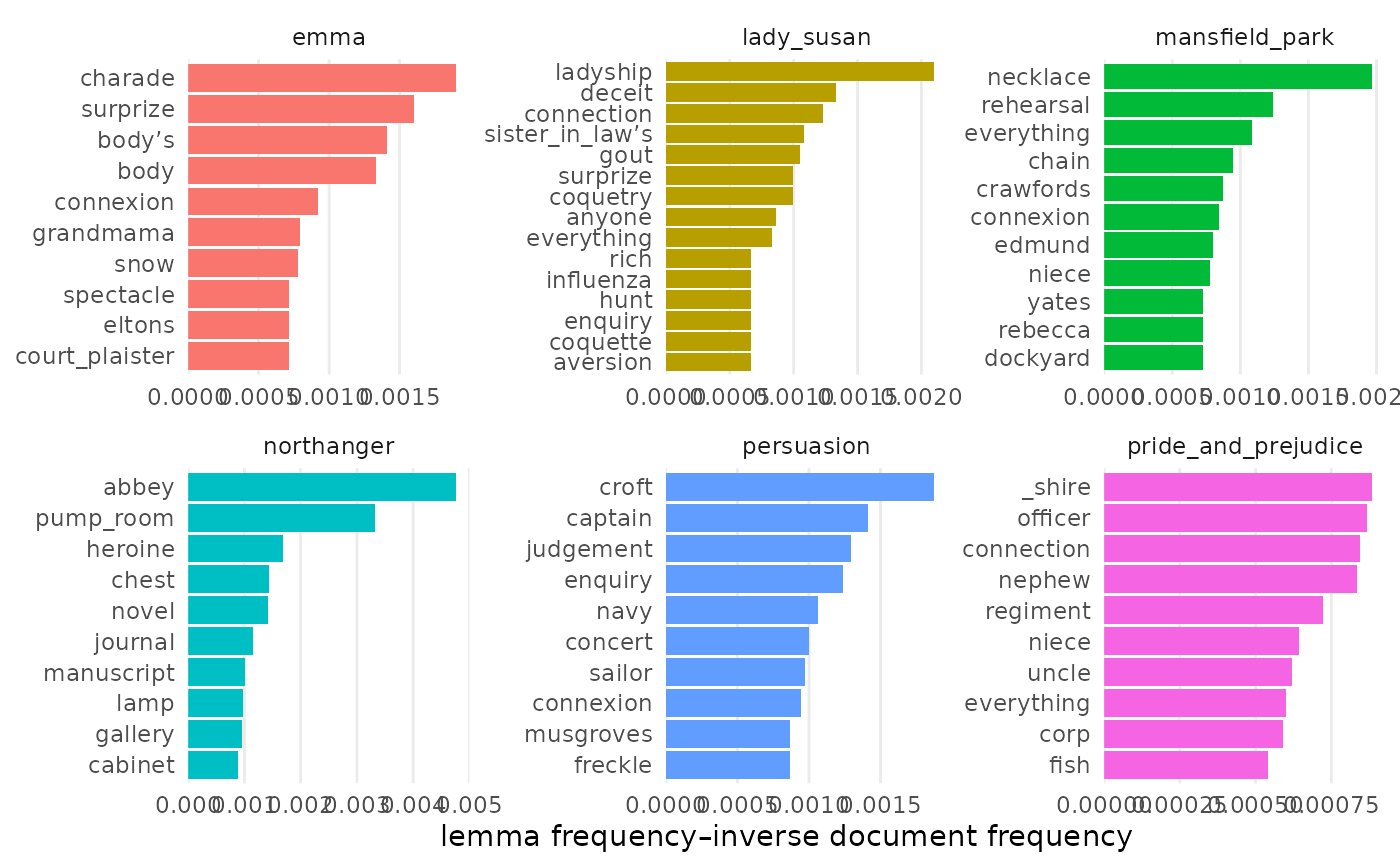 emma
charade
surprize
body’s
body
connexion
grandmama
snow
spectacle
eltons
court_plaister
0.0000 0.0005 0.0010 0.0015
lady_susan
ladyship
deceit
connection
sister_in_law’s
gout
surprize
coquetry
anyone
everything
rich
influenza
hunt
enquiry
coquette
aversion
0.0000 0.0005 0.0010 0.0015 0.0020
mansfield_park
necklace
rehearsal
everything
chain
crawfords
connexion
edmund
niece
yates
rebecca
dockyard
0.0000 0.0005 0.0010 0.0015 0.002
northanger
abbey
pump_room
heroine
chest
novel
journal
manuscript
lamp
gallery
cabinet
0.000 0.001 0.002 0.003 0.004 0.005
persuasion
croft
captain
judgement
enquiry
navy
concert
sailor
connexion
musgroves
freckle
0.0000 0.0005 0.0010 0.0015
pride_and_prejudice
_shire
officer
connection
nephew
regiment
niece
uncle
everything
corp
fish
0.00000 0.00025 0.00050 0.00075
lemma frequency–inverse document frequency